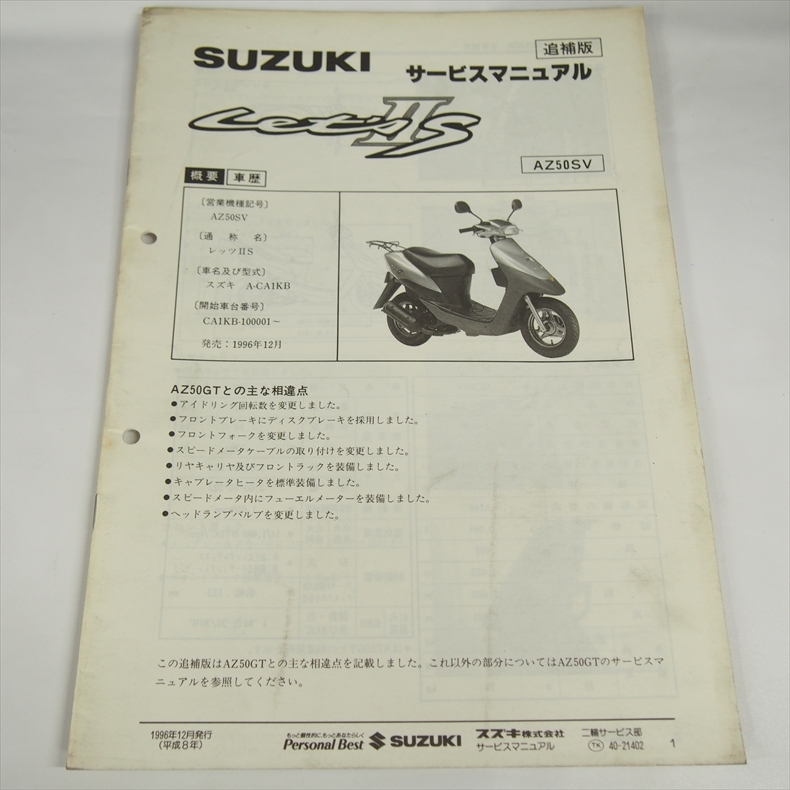 SUZUKI
追補版
サービスマニュアル
Let's II S
AZ50SV
概要 車歴
〔営業機種記号〕
AZ50SV
〔通 称 名〕
レッツII S
〔車名及び型式〕
スズキ A-CA1KB
〔開始車台番号〕
CA1KB-100001～
発売：1996年12月
AZ50GTとの主な相違点
●アイドリング回転数を変更しました。
●フロントブレーキにディスクブレーキを採用しました。
●フロントフォークを変更しました。
●スピードメータケーブルの取り付けを変更しました。
●リヤキャリヤ及びフロントラックを装備しました。
●キャブレータヒータを標準装備しました。
●スピードメータ内にフューエルメーターを装備しました。
●ヘッドランプバルブを変更しました。
この追補版はAZ50GTとの主な相違点を記載しました。これ以外の部分についてはAZ50GTのサービスマ
ニュアルを参照してください。
1996年12月発行
(平成8年)
もっと個性的に、もっとあなたらしく
Personal Best SUZUKI
スズキ株式会社
サービスマニュアル
二輪サービス部
TK 40-21402
1